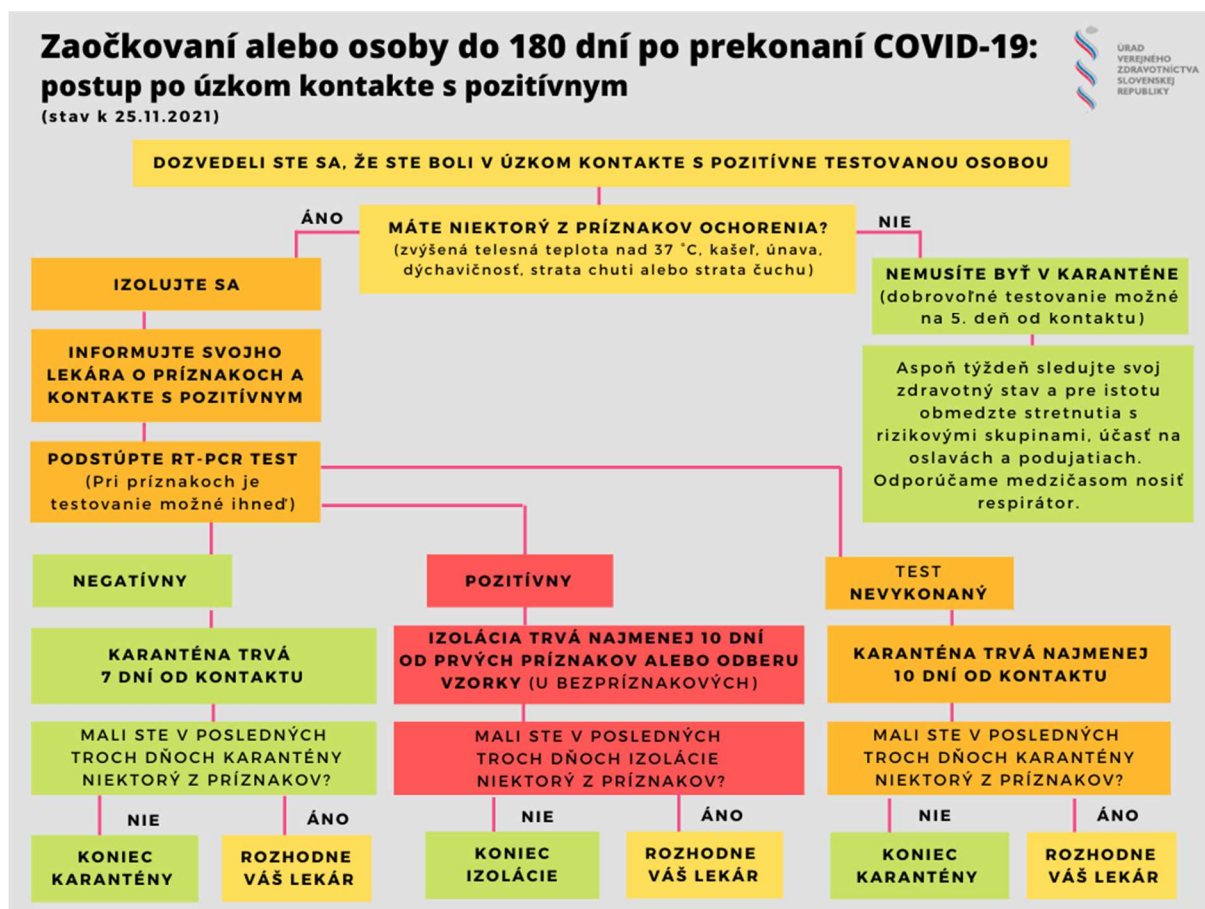 Zaočkovaní alebo osoby do 180 dní po prekonaní COVID-19:
postup po úzkom kontakte s pozitívnym
(stav k 25.11.2021)
ÚRAD
VEREJNÉHO
ZDRAVOTNÍCTVA
SLOVENSKEJ
REPUBLIKY
DOZVEDELI STE SA, ŽE STE BOLI V ÚZKOM KONTAKTE S POZITÍVNE TESTOVANOU OSOBOU
MÁTE NIEKTORÝ Z PRÍZNAKOV OCHORENIA?
(zvýšená telesná teplota nad 37 °C, kašeľ, únava,
dýchavičnosť, strata chuti alebo strata čuchu)
ÁNO
IZOLUJTE SA
INFORMUJTE SVOJHO
LEKÁRA O PRÍZNAKOCH A
KONTAKTE S POZITÍVNYM
PODSTÚPTE RT-PCR TEST
(Pri príznakoch je
testovanie možné ihneď)
NIE
NEMUSÍTE BYŤ V KARANTÉNE
(dobrovoľné testovanie možné
na 5. deň od kontaktu)
Aspoň týždeň sledujte svoj
zdravotný stav a pre istotu
obmedzte stretnutia s
rizikovými skupinami, účasť na
oslavách a podujatiach.
Odporúčame medzičasom nosiť
respirátor.
NEGATÍVNY
KARANTÉNA TRVÁ
7 DNÍ OD KONTAKTU
MALI STE V POSLEDNÝCH
TROCH DŇOCH KARANTÉNY
NIEKTORÝ Z PRÍZNAKOV?
NIE
KONIEC
KARANTÉNY
ÁNO
ROZHODNE
VÁŠ LEKÁR
POZITÍVNY
IZOLÁCIA TRVÁ NAJMENEJ 10 DNÍ
OD PRVÝCH PRÍZNAKOV ALEBO ODBERU
VZORKY (U BEZPRÍZNAKOVÝCH)
MALI STE V POSLEDNÝCH
TROCH DŇOCH IZOLÁCIE
NIEKTORÝ Z PRÍZNAKOV?
NIE
KONIEC
IZOLÁCIE
ÁNO
ROZHODNE
VÁŠ LEKÁR
TEST
NEVYKONANÝ
KARANTÉNA TRVÁ NAJMENEJ
10 DNÍ OD KONTAKTU
MALI STE V POSLEDNÝCH
TROCH DŇOCH KARANTÉNY
NIEKTORÝ Z PRÍZNAKOV?
NIE
KONIEC
KARANTÉNY
ÁNO
ROZHODNE
VÁŠ LEKÁR